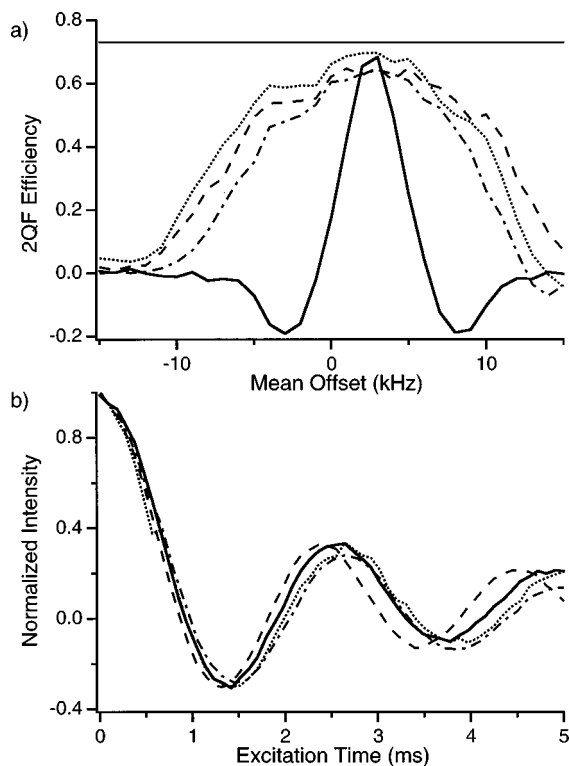 a)
0.8
0.6
0.4
0.2
0.0
-0.2
2QF Efficiency
-10 0 10
Mean Offset (kHz)
b)
0.8
0.4
0.0
-0.4
Normalized Intensity
0 1 2 3 4 5
Excitation Time (ms)